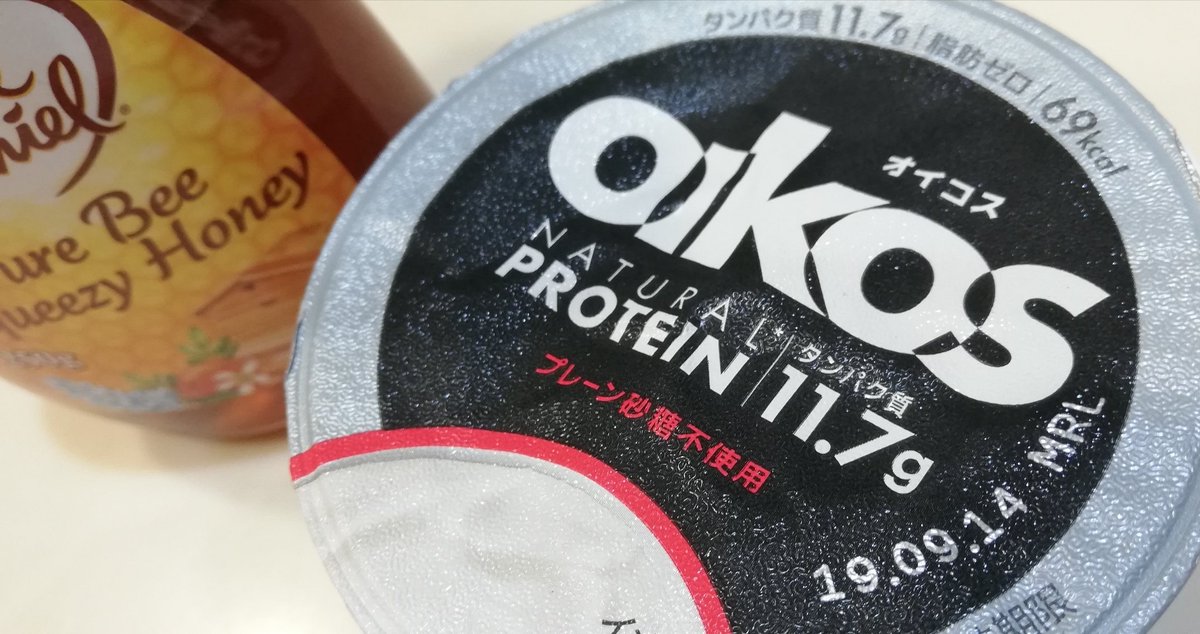 Bee
Honey
タンパク質11.7g|脂肪ゼロ|69kcal
オイコス
OIKOS
NATURAL
PROTEIN
タンパク質
11.7g
プレーン砂糖不使用
19.09.14 MRL
期限